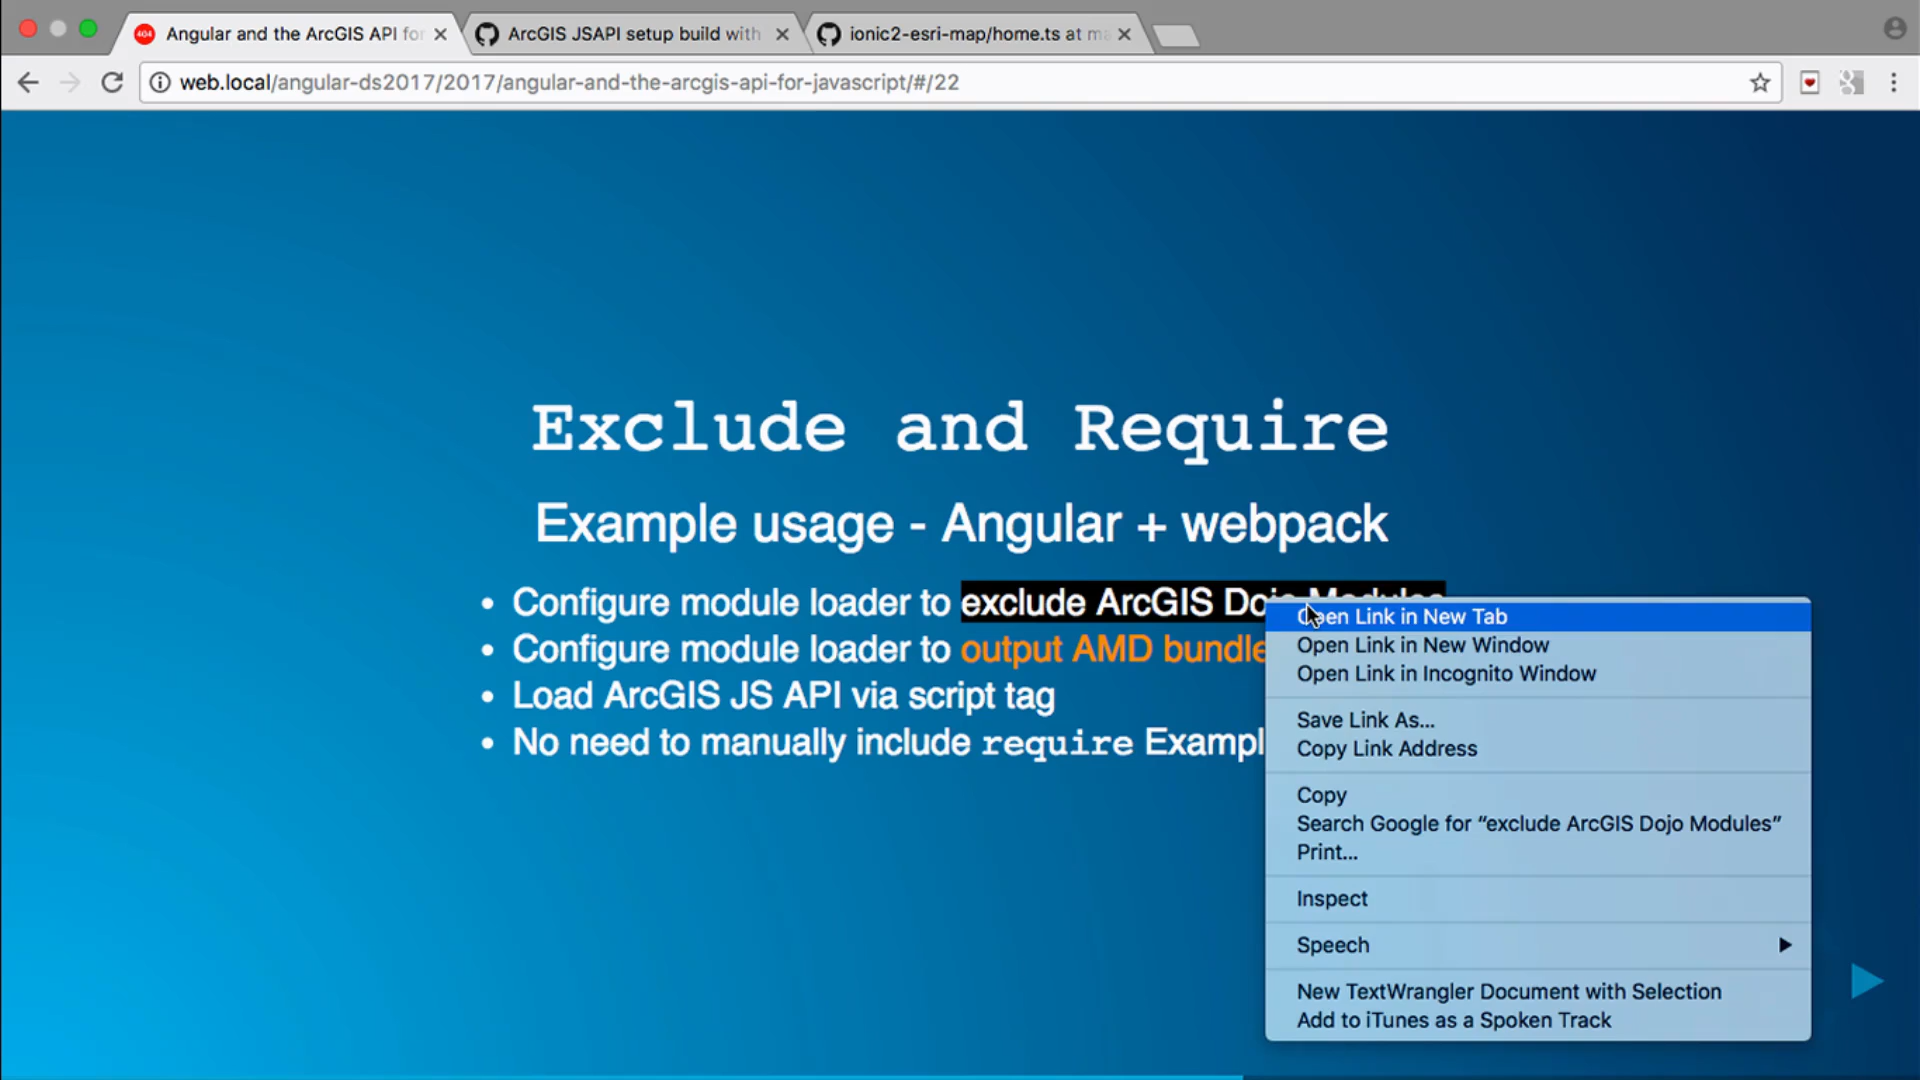 Angular and the ArcGIS API for
ArcGIS JSAPI setup build with
ionic2-esri-map/home.ts at ma
web.local/angular-ds2017/2017/angular-and-the-arcgis-api-for-javascript/#/22
Exclude and Require
Example usage - Angular + webpack
• Configure module loader to exclude ArcGIS Dojo Modules
• Configure module loader to output AMD bundle
• Load ArcGIS JS API via script tag
• No need to manually include require Exampl
Open Link in New Tab
Open Link in New Window
Open Link in Incognito Window
Save Link As...
Copy Link Address
Copy
Search Google for “exclude ArcGIS Dojo Modules”
Print...
Inspect
Speech
New TextWrangler Document with Selection
Add to iTunes as a Spoken Track